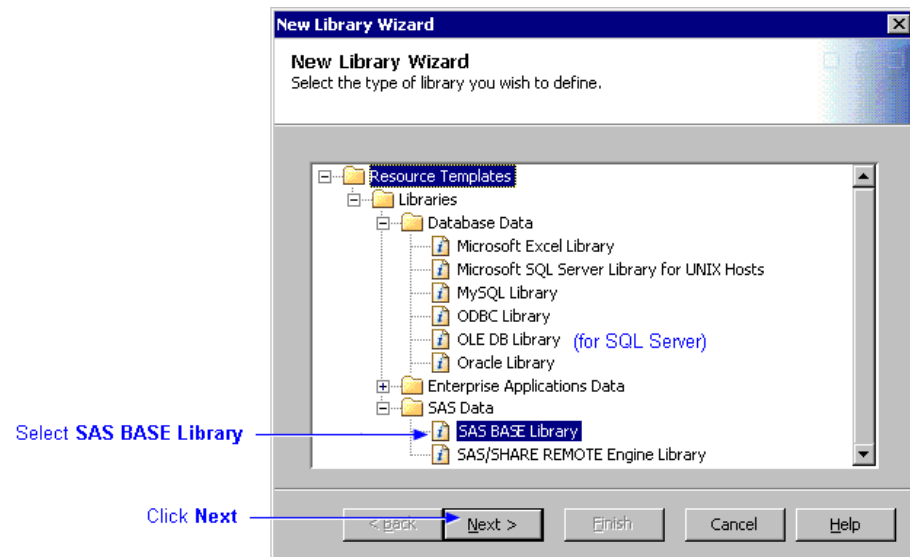 New Library Wizard
New Library Wizard
Select the type of library you wish to define.
Resource Templates
Libraries
Database Data
Microsoft Excel Library
Microsoft SQL Server Library for UNIX Hosts
MySQL Library
ODBC Library
OLE DB Library (for SQL Server)
Oracle Library
Enterprise Applications Data
SAS Data
Select SAS BASE Library
SAS BASE Library
SAS/SHARE REMOTE Engine Library
Click Next
< Back Next > Finish Cancel Help